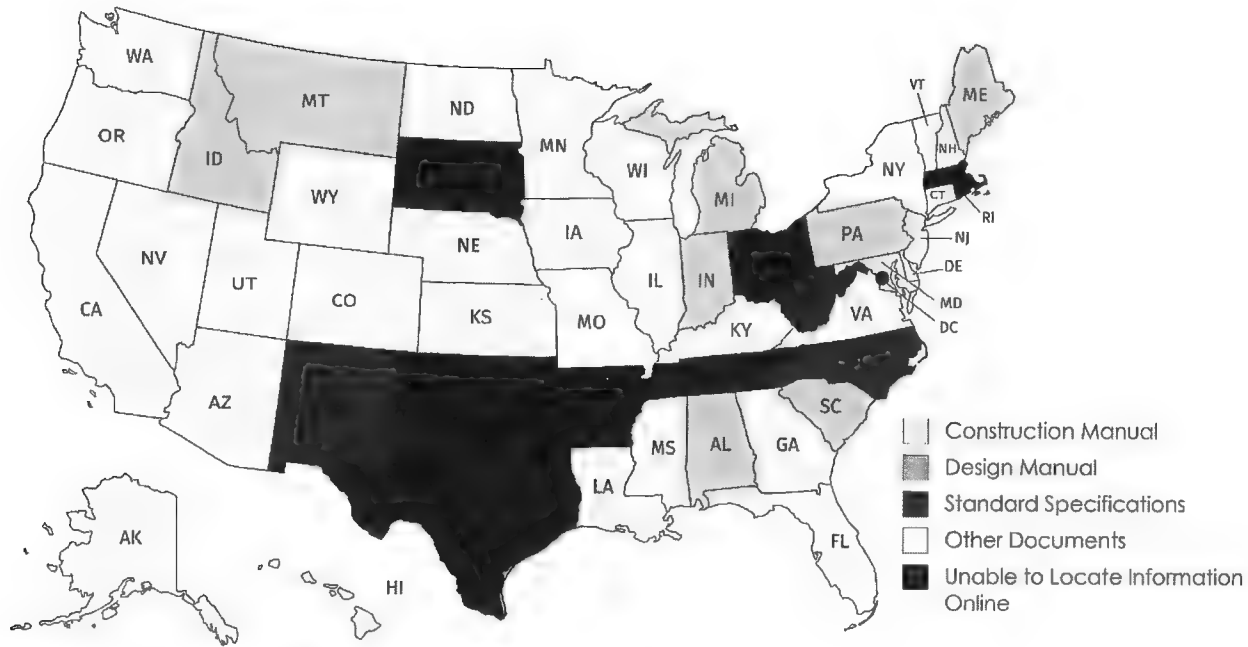 WA
MT
ND
MN
VT
ME
OR
ID
WI
NY
NH
WY
MI
CT
RI
NV
NE
IA
PA
NJ
UT
CO
IL
IN
DE
CA
KS
MO
KY
VA
MD
DC
AZ
SC
MS
AL
GA
LA
AK
HI
FL
Construction Manual
Design Manual
Standard Specifications
Other Documents
Unable to Locate Information
Online